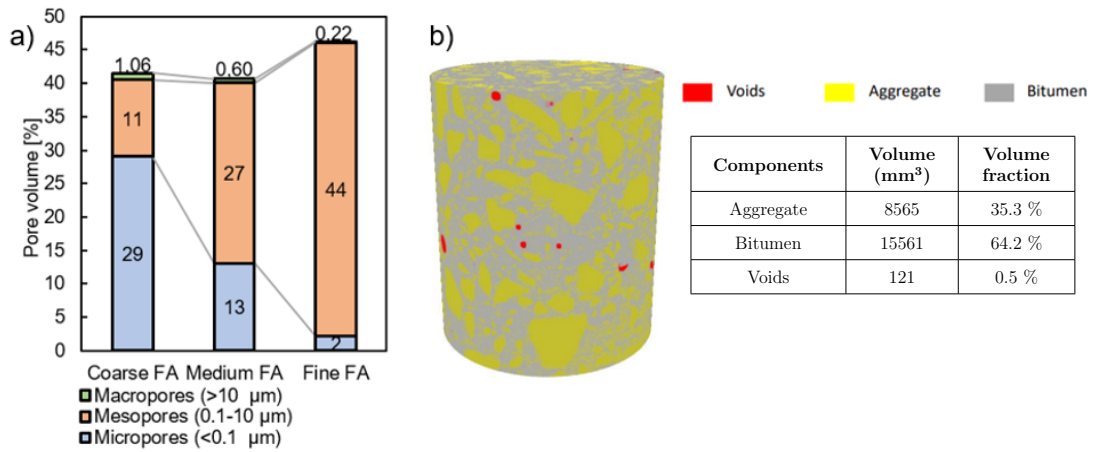 a)
Pore volume [%]
50
45
40
35
30
25
20
15
10
5
0
1.06
11
29
0.60
27
13
0.22
44
2
Coarse FA Medium FA Fine FA
Macropores (>10 µm)
Mesopores (0.1-10 µm)
Micropores (<0.1 µm)
b)
Voids Aggregate Bitumen
Components Volume (mm³) Volume fraction
Aggregate 8565 35.3 %
Bitumen 15561 64.2 %
Voids 121 0.5 %